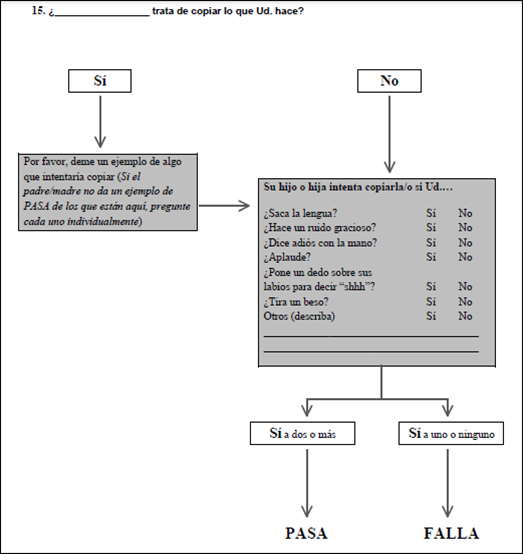 15. ¿__________________ trata de copiar lo que Ud. hace?
Sí
No
Por favor, deme un ejemplo de algo
que intentaría copiar (Si el
padre/madre no da un ejemplo de
PASA de los que están aqui, pregunte
cada uno individualmente)
Su hijo o hija intenta copiarla/o si Ud.…
¿Saca la lengua? Sí No
¿Hace un ruido gracioso? Sí No
¿Dice adiós con la mano? Sí No
¿Aplaude? Sí No
¿Pone un dedo sobre sus
labios para decir “shhh”? Sí No
¿Tira un beso? Sí No
Otros (describa) Sí No
Sí a dos o más
Sí a uno o ninguno
PASA
FALLA